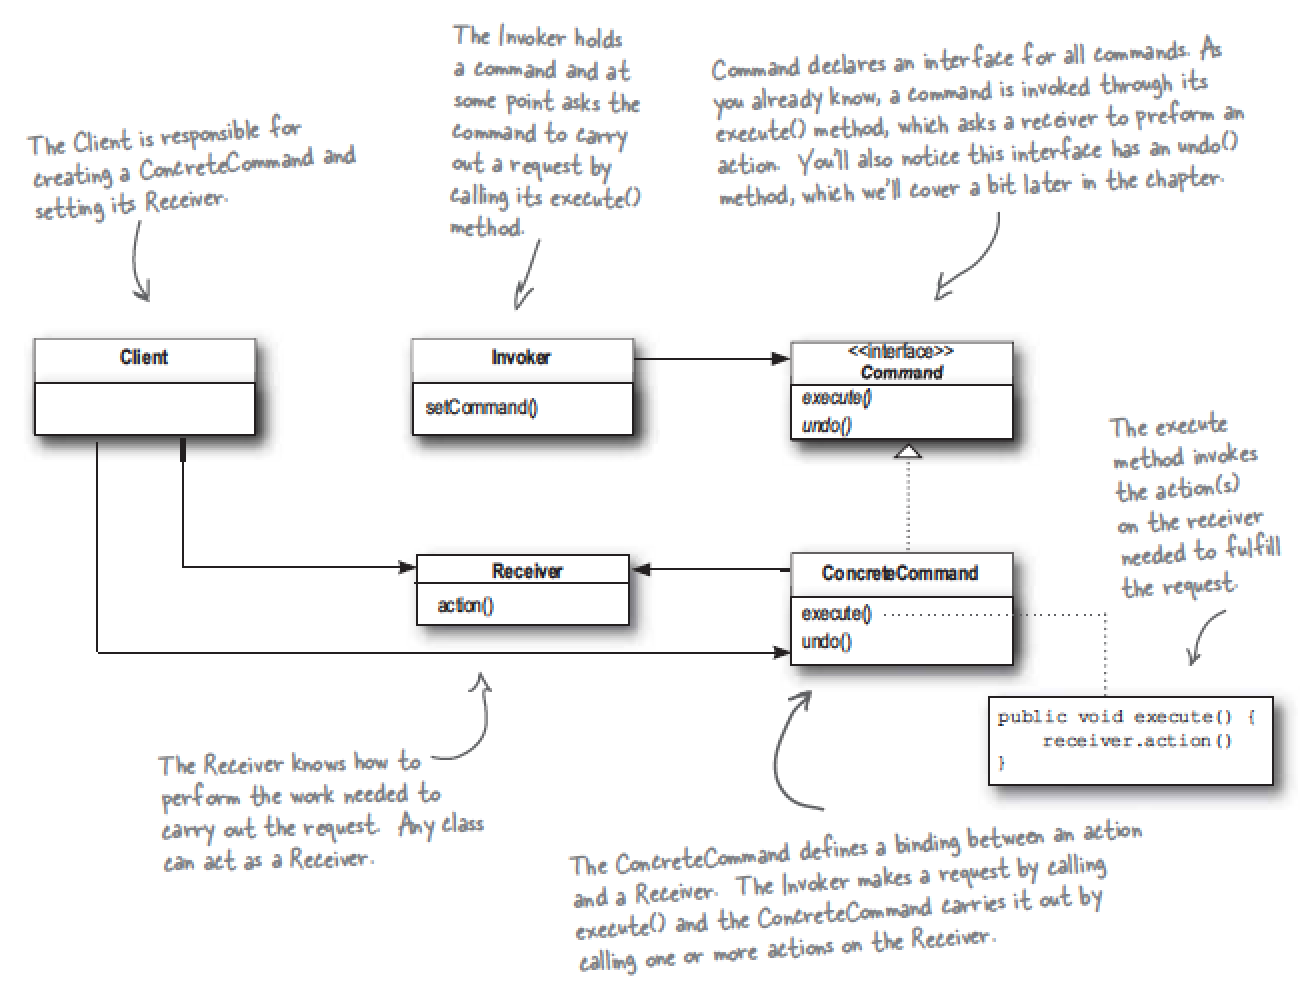 The Client is responsible for
creating a ConcreteCommand and
setting its Receiver.
The Invoker holds
a command and at
some point asks the
command to carry
out a request by
calling its execute()
method.
Command declares an interface for all commands. As
you already know, a command is invoked through its
execute() method, which asks a receiver to preform an
action. You'll also notice this interface has an undo()
method, which we'll cover a bit later in the chapter.
Client
Invoker
setCommand()
<<interface>>
Command
execute()
undo()
The execute
method invokes
the action(s)
on the receiver
needed to fulfill
the request.
Receiver
action()
ConcreteCommand
execute()
undo()
public void execute() {
receiver.action()
}
The Receiver knows how to
perform the work needed to
carry out the request. Any class
can act as a Receiver.
The ConcreteCommand defines a binding between an action
and a Receiver. The Invoker makes a request by calling
execute() and the ConcreteCommand carries it out by
calling one or more actions on the Receiver.